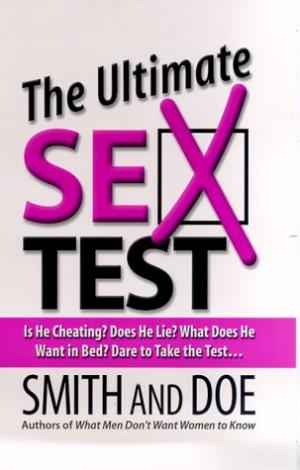 The Ultimate
SEX
TEST
Is He Cheating? Does He Lie? What Does He
Want in Bed? Dare to Take the Test...
SMITH AND DOE
Authors of What Men Don't Want Women to Know